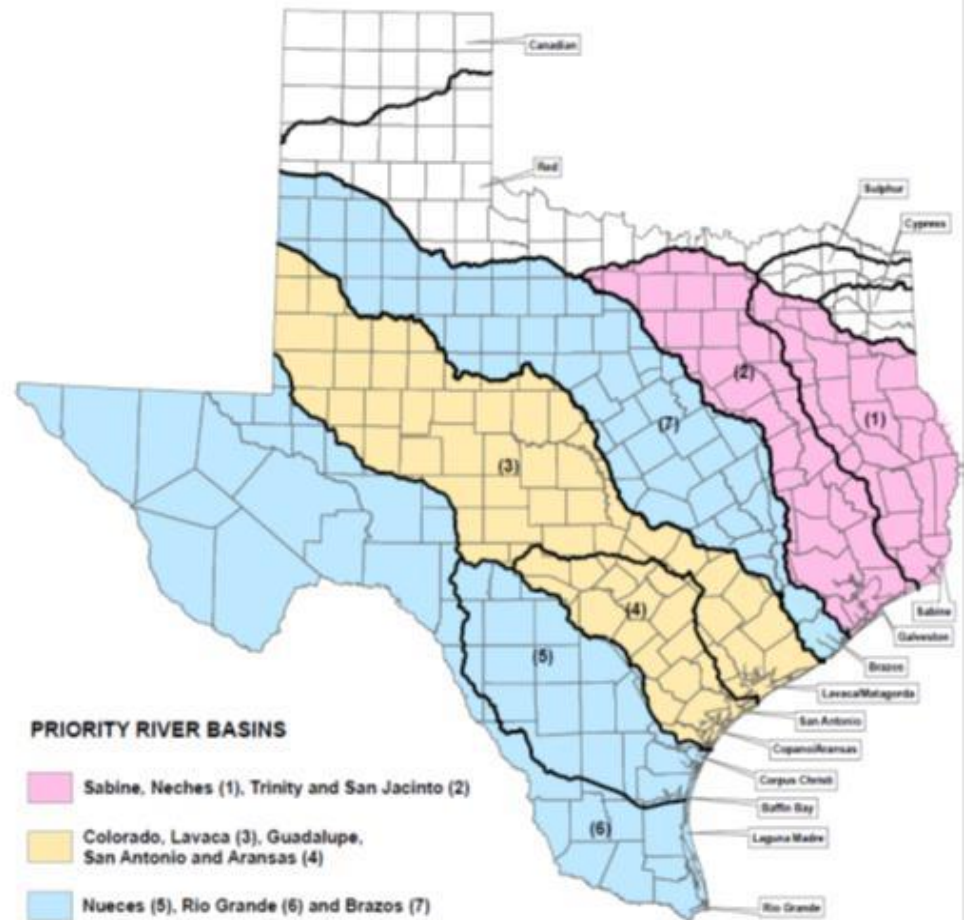 Canadian
Red
Sulphur
Cypress
(2)
(1)
(7)
(3)
(4)
(5)
(6)
Sabine
Galveston
Brazos
Lavaca/Matagorda
San Antonio
Copano/Aransas
Corpus Christi
Baffin Bay
Laguna Madre
Rio Grande
PRIORITY RIVER BASINS
Sabine, Neches (1), Trinity and San Jacinto (2)
Colorado, Lavaca (3), Guadalupe,
San Antonio and Aransas (4)
Nueces (5), Rio Grande (6) and Brazos (7)